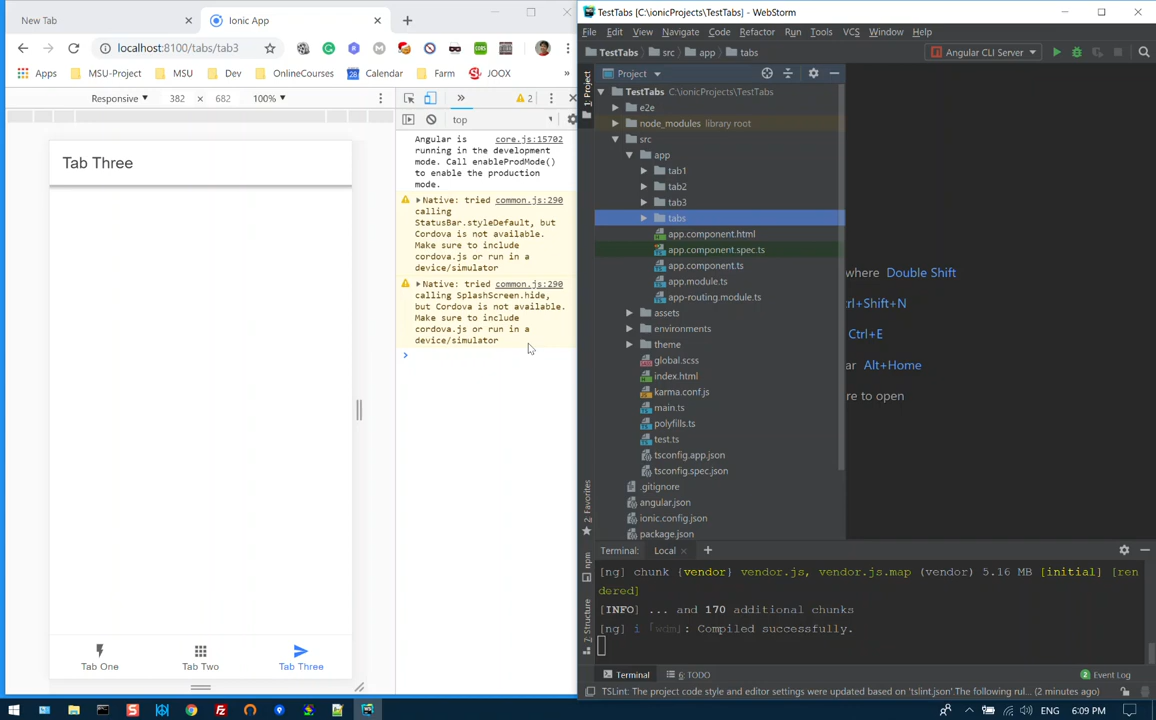 New Tab
Ionic App
localhost:8100/tabs/tab3
Apps
MSU-Project
MSU
Dev
OnlineCourses
Calendar
Farm
JOOX
Responsive
382 × 682
100%
2
top
Angular is core.js:15702
running in the development
mode. Call enableProdMode()
to enable the production
mode.
Native: tried common.js:290
calling
StatusBar.styleDefault, but
Cordova is not available.
Make sure to include
cordova.js or run in a
device/simulator
Native: tried common.js:290
calling SplashScreen.hide,
but Cordova is not available.
Make sure to include
cordova.js or run in a
device/simulator
Tab Three
Tab One
Tab Two
Tab Three
TestTabs [C:\ionicProjects\TestTabs] - WebStorm
File Edit View Navigate Code Refactor Run Tools VCS Window Help
TestTabs src app tabs
Angular CLI Server
1: Project
Project
TestTabs C:\ionicProjects\TestTabs
e2e
node_modules library root
src
app
tab1
tab2
tab3
tabs
app.component.html
app.component.spec.ts
app.component.ts
app.module.ts
app-routing.module.ts
assets
environments
theme
global.scss
index.html
karma.conf.js
main.ts
polyfills.ts
test.ts
tsconfig.app.json
tsconfig.spec.json
.gitignore
angular.json
ionic.config.json
package.json
where Double Shift
trl+Shift+N
Ctrl+E
ar Alt+Home
re to open
2: Favorites
npm
7: Structure
Terminal: Local
[ng] chunk {vendor} vendor.js, vendor.js.map (vendor) 5.16 MB [initial] [ren
dered]
[INFO] ... and 170 additional chunks
[ng] i ｢wdm｣: Compiled successfully.
Terminal
6: TODO
2 Event Log
TSLint: The project code style and editor settings were updated based on 'tslint.json'.The following rul... (2 minutes ago)
ENG 6:09 PM